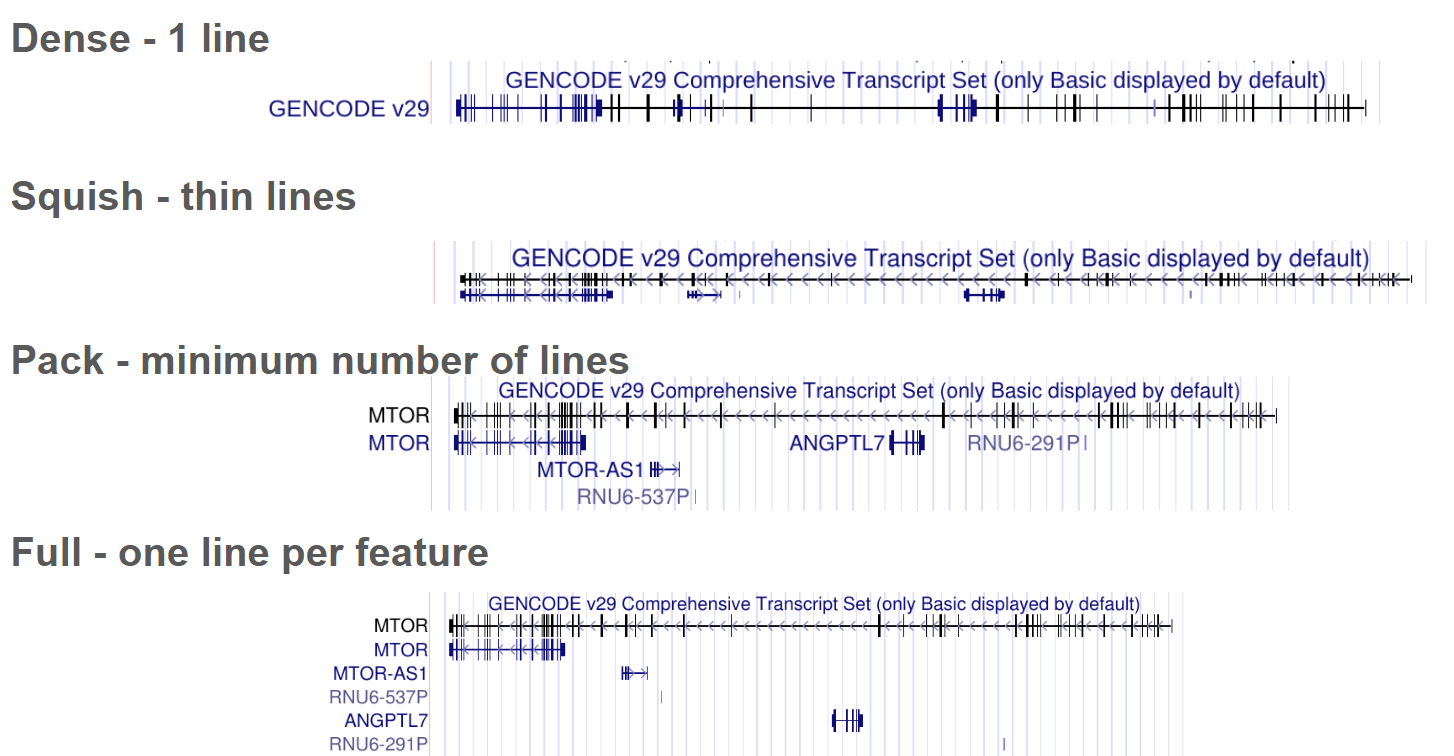 Dense - 1 line
GENCODE v29 Comprehensive Transcript Set (only Basic displayed by default)
GENCODE v29
Squish - thin lines
GENCODE v29 Comprehensive Transcript Set (only Basic displayed by default)
Pack - minimum number of lines
GENCODE v29 Comprehensive Transcript Set (only Basic displayed by default)
MTOR
MTOR ANGPTL7 RNU6-291P
MTOR-AS1
RNU6-537P
Full - one line per feature
GENCODE v29 Comprehensive Transcript Set (only Basic displayed by default)
MTOR
MTOR
MTOR-AS1
RNU6-537P
ANGPTL7
RNU6-291P